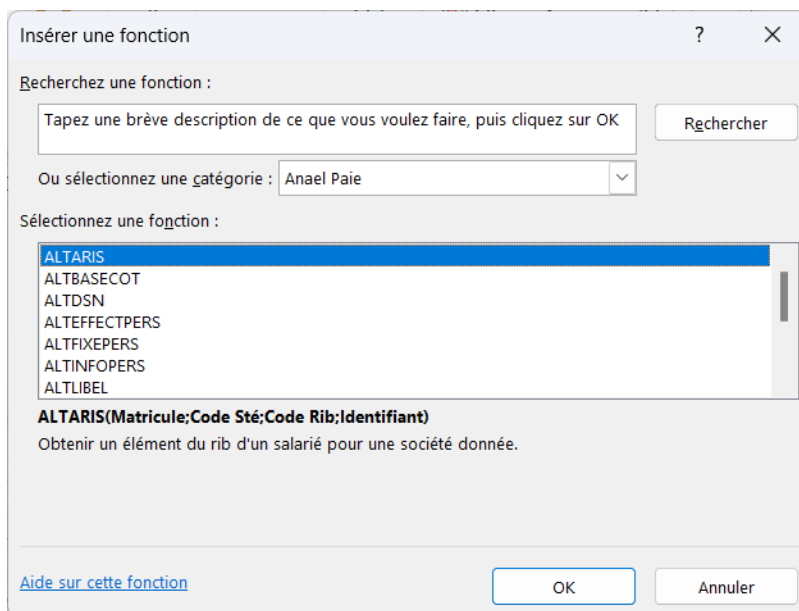 Insérer une fonction
?
Recherchez une fonction :
Tapez une brève description de ce que vous voulez faire, puis cliquez sur OK
Rechercher
Ou sélectionnez une catégorie : Anael Paie
Sélectionnez une fonction :
ALTARIS
ALTBASECOT
ALTDSN
ALTEFFECTPERS
ALTFIXEPERS
ALTINFOPERS
ALTLIBEL
ALTARIS(Matricule;Code Sté;Code Rib;Identifiant)
Obtenir un élément du rib d'un salarié pour une société donnée.
Aide sur cette fonction
OK
Annuler